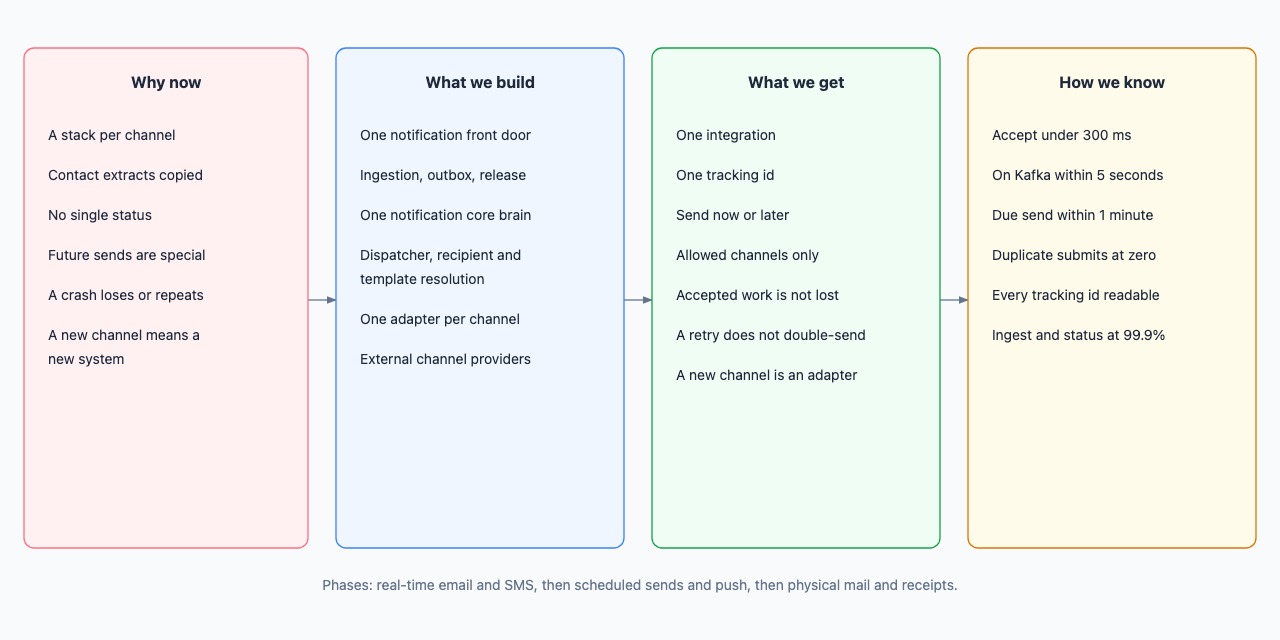 Why now
A stack per channel
Contact extracts copied
No single status
Future sends are special
A crash loses or repeats
A new channel means a
new system
What we build
One notification front door
Ingestion, outbox, release
One notification core brain
Dispatcher, recipient and
template resolution
One adapter per channel
External channel providers
What we get
One integration
One tracking id
Send now or later
Allowed channels only
Accepted work is not lost
A retry does not double-send
A new channel is an adapter
How we know
Accept under 300 ms
On Kafka within 5 seconds
Due send within 1 minute
Duplicate submits at zero
Every tracking id readable
Ingest and status at 99.9%
Phases: real-time email and SMS, then scheduled sends and push, then physical mail and receipts.